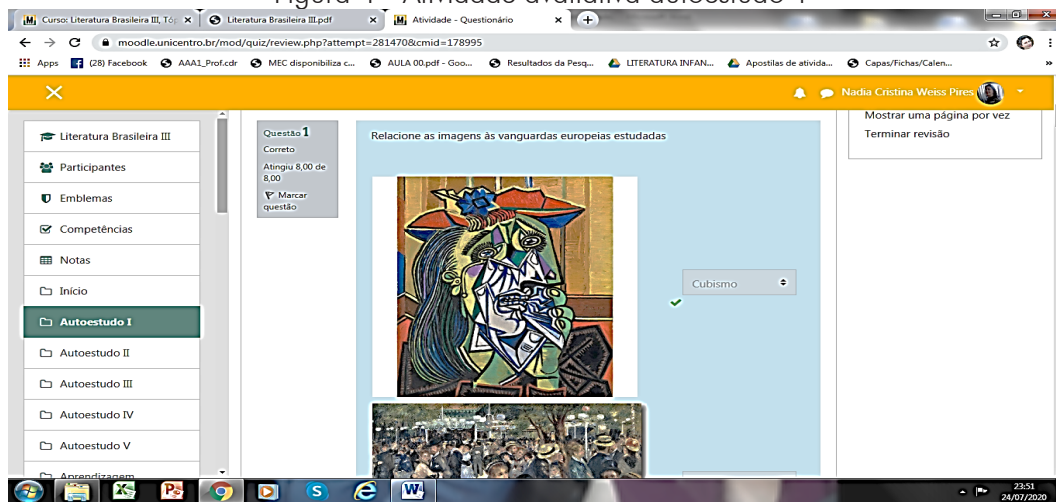 Figura 4 - Atividade avaliativa autoestudo 1
Curso: Literatura Brasileira III, Tó
Literatura Brasileira III.pdf
Atividade - Questionário
moodle.unicentro.br/mod/quiz/review.php?attempt=281470&cmid=178995
Apps
(28) Facebook
AAA1_Prof.cdr
MEC disponibiliza c...
AULA 00.pdf - Goo...
Resultados da Pesq...
LITERATURA INFAN...
Apostilas de ativida...
Capas/Fichas/Calen...
»
Nadia Cristina Weiss Pires
Literatura Brasileira III
Participantes
Emblemas
Competências
Notas
Início
Autoestudo I
Autoestudo II
Autoestudo III
Autoestudo IV
Autoestudo V
Aprendizagem
Questão 1
Correto
Atingiu 8,00 de
8,00
Marcar
questão
Relacione as imagens às vanguardas europeias estudadas
Cubismo
Mostrar uma página por vez
Terminar revisão
23:51
24/07/2020